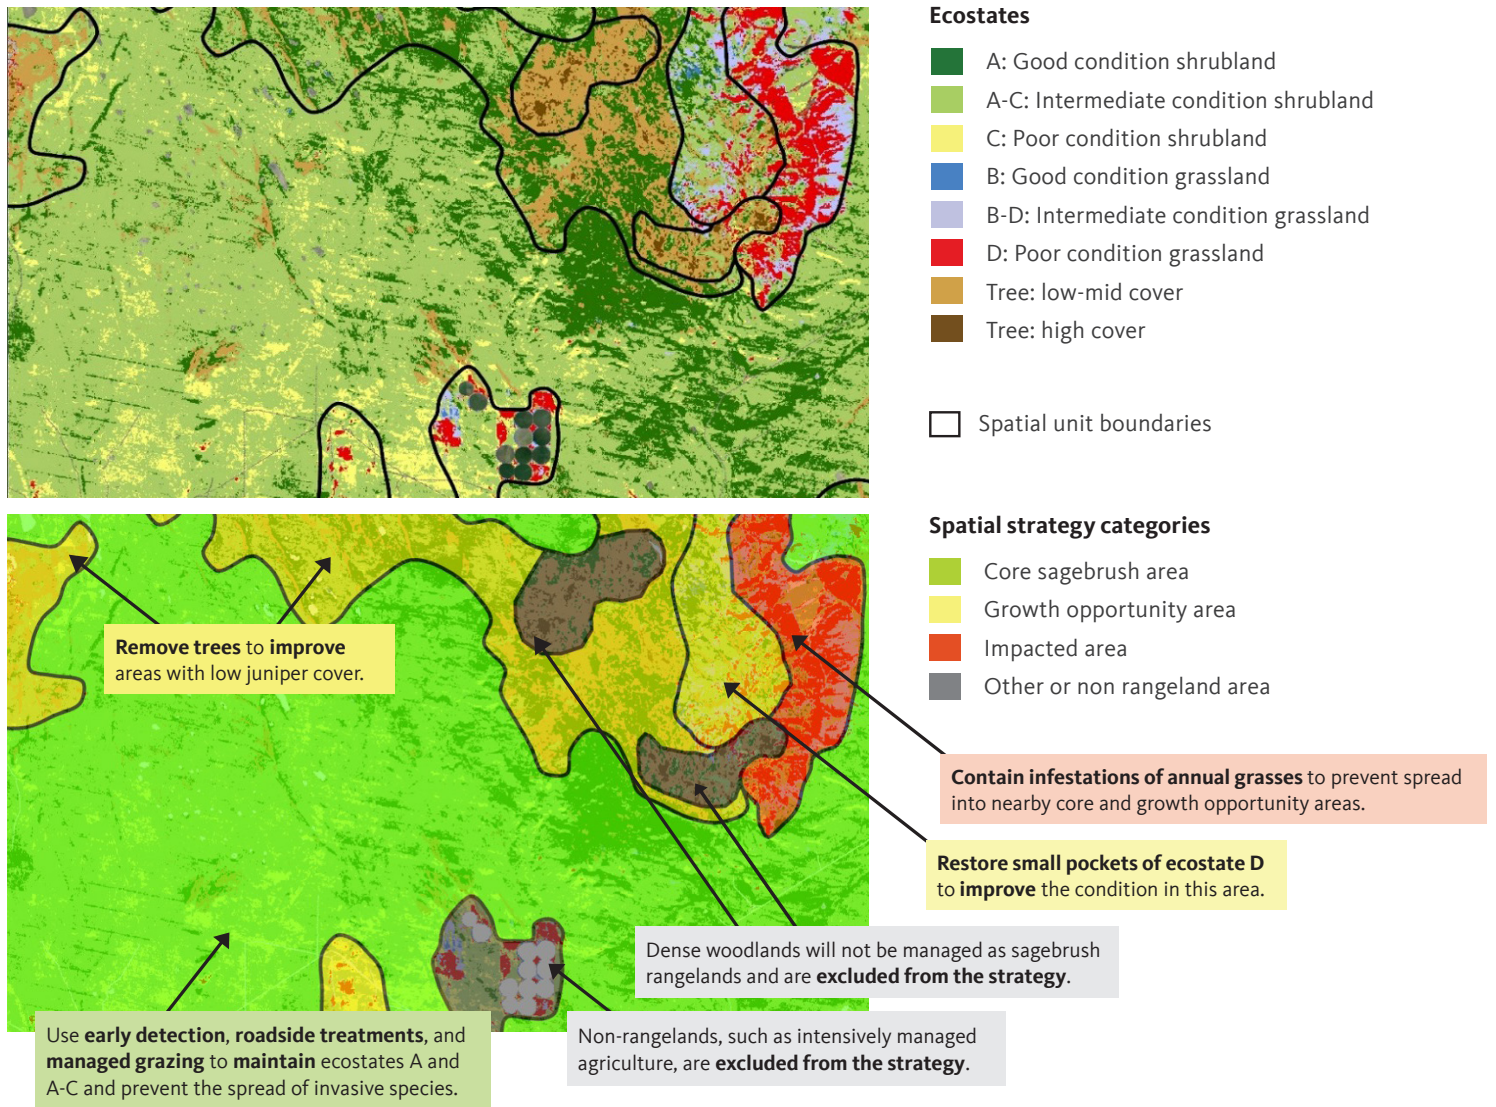 Ecostates
A: Good condition shrubland
A-C: Intermediate condition shrubland
C: Poor condition shrubland
B: Good condition grassland
B-D: Intermediate condition grassland
D: Poor condition grassland
Tree: low-mid cover
Tree: high cover
Spatial unit boundaries
Spatial strategy categories
Core sagebrush area
Growth opportunity area
Impacted area
Other or non rangeland area
Remove trees to improve
areas with low juniper cover.
Contain infestations of annual grasses to prevent spread
into nearby core and growth opportunity areas.
Restore small pockets of ecostate D
to improve the condition in this area.
Dense woodlands will not be managed as sagebrush
rangelands and are excluded from the strategy.
Non-rangelands, such as intensively managed
agriculture, are excluded from the strategy.
Use early detection, roadside treatments, and
managed grazing to maintain ecostates A and
A-C and prevent the spread of invasive species.